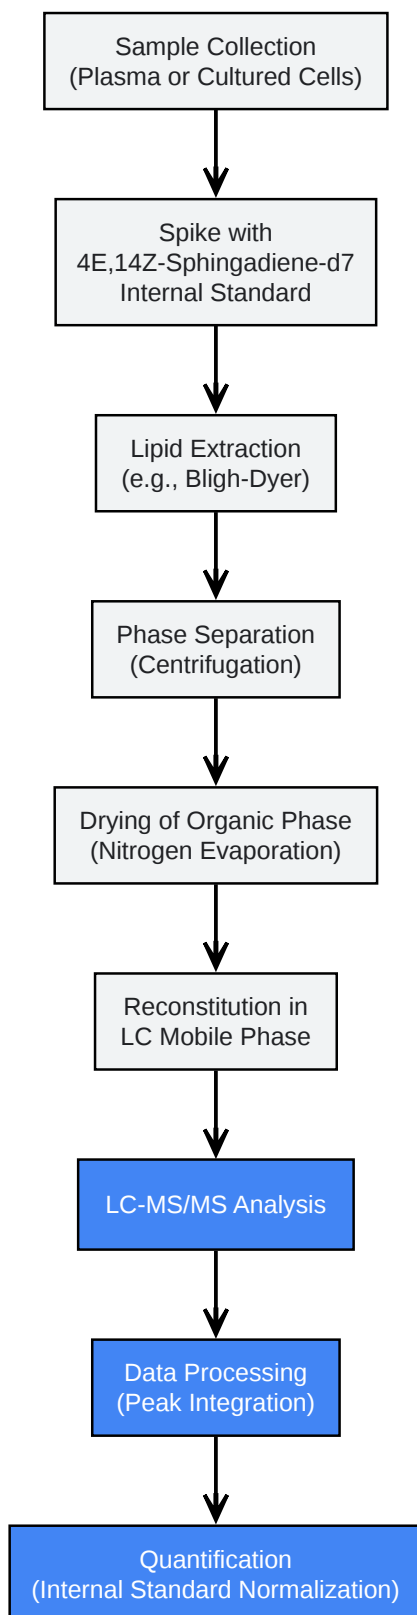 Sample Collection
(Plasma or Cultured Cells)
Spike with
4E,14Z-Sphingadiene-d7
Internal Standard
Lipid Extraction
(e.g., Bligh-Dyer)
Phase Separation
(Centrifugation)
Drying of Organic Phase
(Nitrogen Evaporation)
Reconstitution in
LC Mobile Phase
LC-MS/MS Analysis
Data Processing
(Peak Integration)
Quantification
(Internal Standard Normalization)